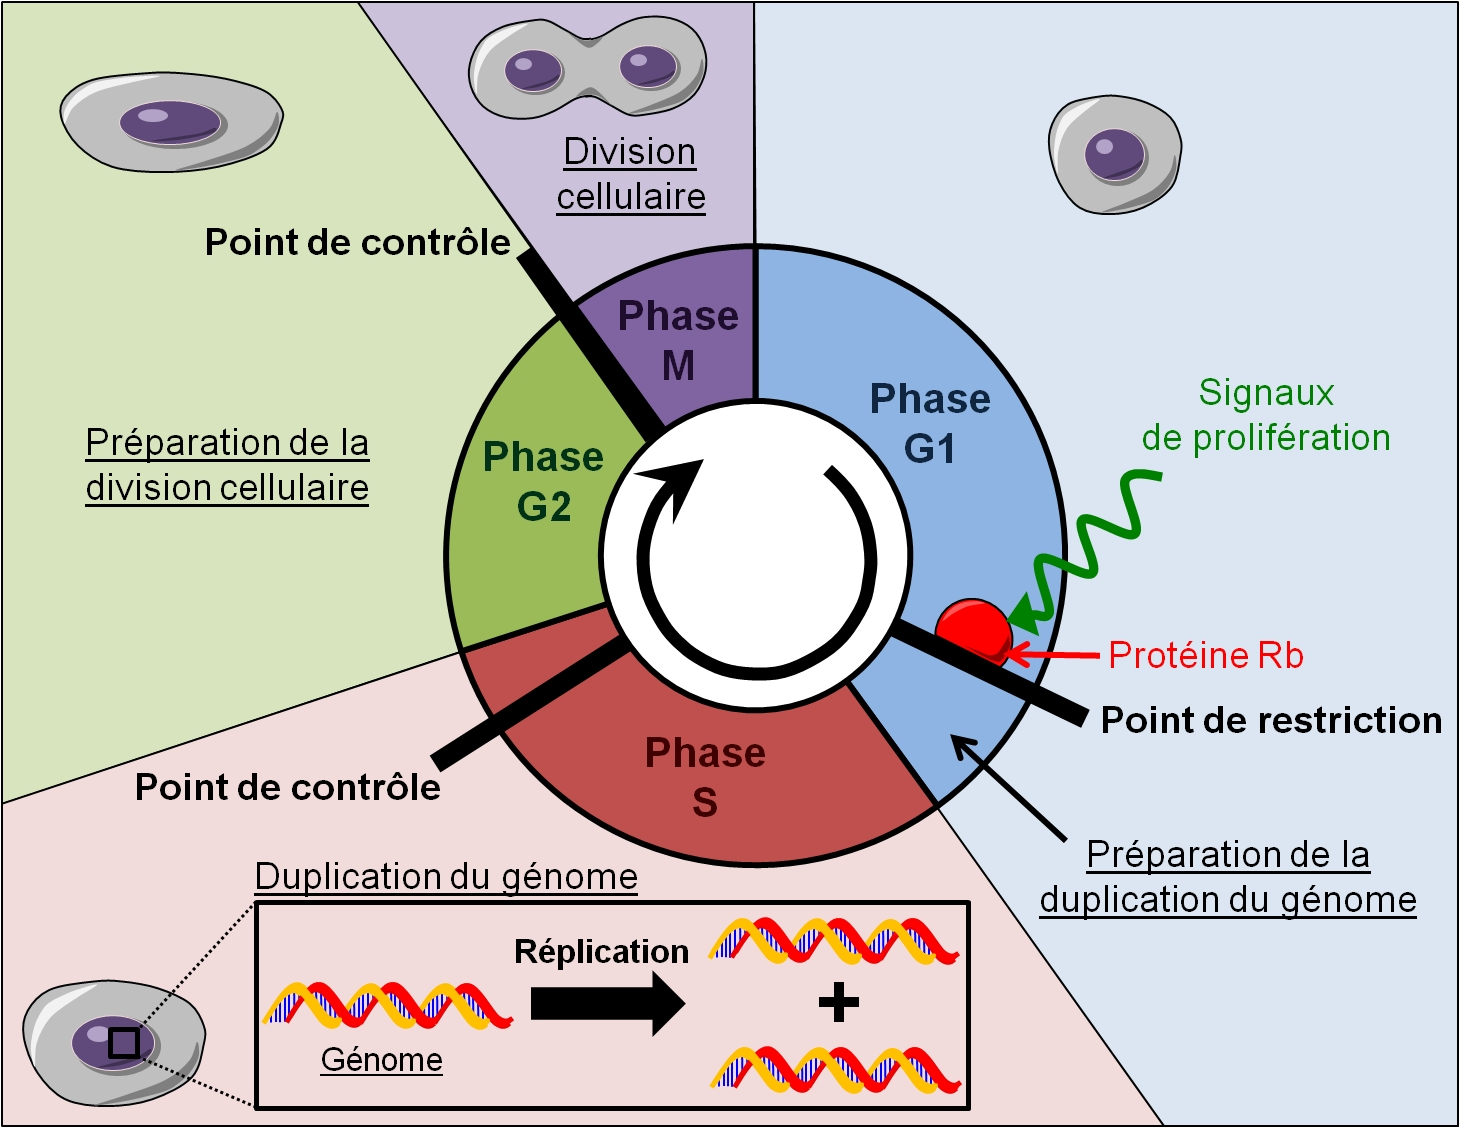 Division
cellulaire
Point de contrôle
Phase
M
Phase
G1
Signaux
de prolifération
Préparation de la
division cellulaire
Phase
G2
Protéine Rb
Point de restriction
Phase
S
Point de contrôle
Préparation de la
duplication du génome
Duplication du génome
Réplication
+
Génome